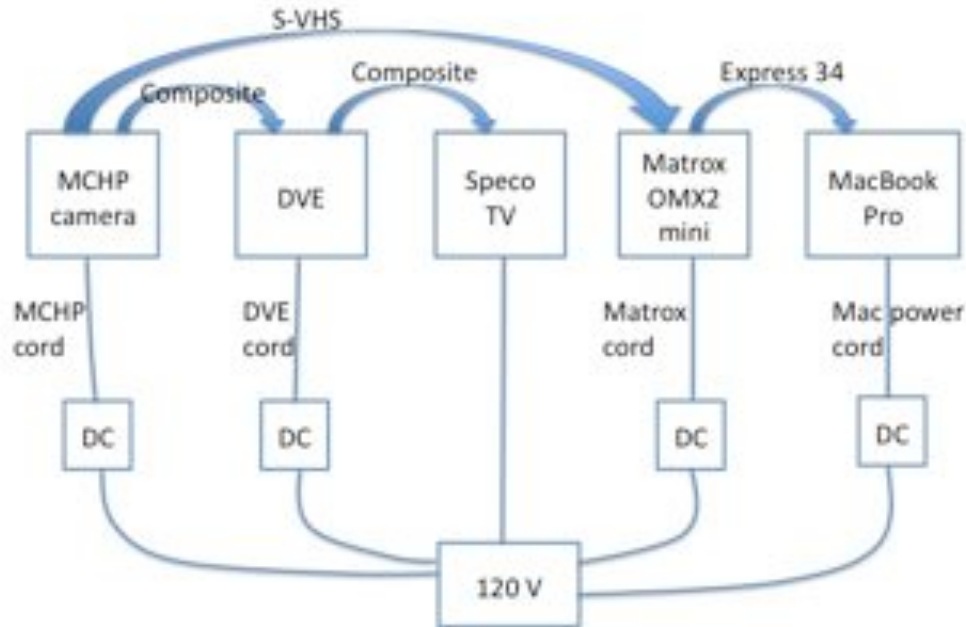 S-VHS
Composite
Composite
Express 34
MCHP
camera
DVE
Speco
TV
Matrox
OMX2
mini
MacBook
Pro
MCHP
cord
DVE
cord
Matrox
cord
Mac power
cord
DC
DC
DC
DC
120 V